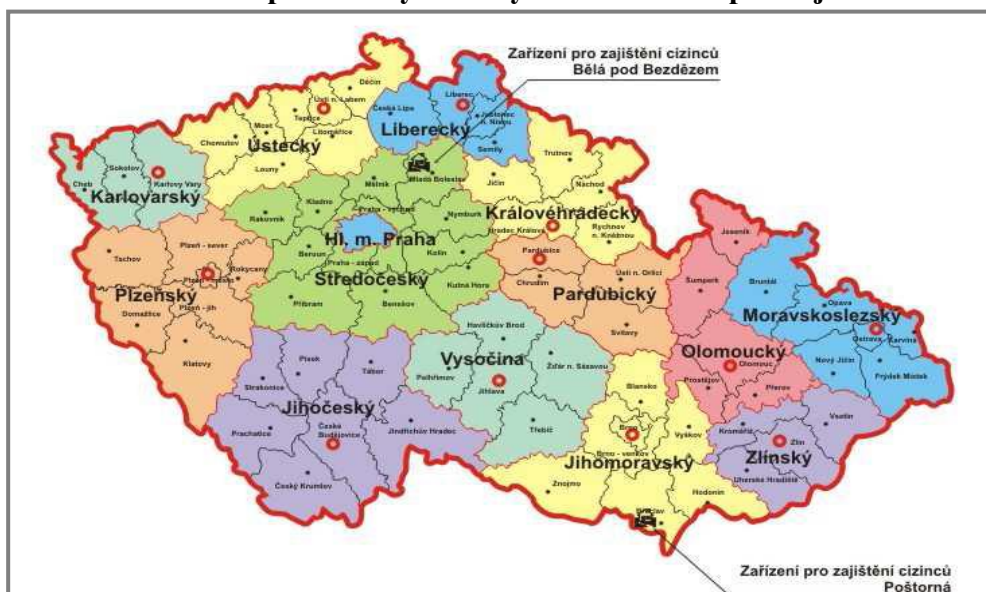 Zařízení pro zajištění cizinců
Bělá pod Bezdězem
Děčín
Ústí n. Labem
Teplice
Liberec
Česká Lípa
Jablonec
n. Nisou
Most
Litoměřice
Liberecký
Chomutov
Ústecký
Semily
Trutnov
Louny
Sokolov
Cheb
Karlovy Vary
Karlovarský
Mělník
Mladá Boleslav
Jičín
Náchod
Kladno
Praha - východ
Rakovník
Nymburk
Královéhradecký
Hradec Králové
Rychnov
n. Kněžnou
Jeseník
Plzeň - sever
Hl. m. Praha
Beroun
Praha - západ
Kolín
Pardubice
Tachov
Rokycany
Plzeň - město
Středočeský
Ústí n. Orlicí
Šumperk
Bruntál
Plzeňský
Plzeň - jih
Chrudim
Pardubický
Kutná Hora
Příbram
Benešov
Opava
Moravskoslezský
Domažlice
Havlíčkův Brod
Svitavy
Ostrava
Karviná
Klatovy
Písek
Tábor
Vysočina
Olomoucký
Olomouc
Nový Jičín
Strakonice
Pelhřimov
Žďár n. Sázavou
Frýdek Místek
Jihlava
Blansko
Prostějov
Přerov
Jihočeský
Prachatice
České
Budějovice
Jindřichův Hradec
Třebíč
Brno
Vyškov
Kroměříž
Vsetín
Zlín
Brno - venkov
Jihomoravský
Zlínský
Český Krumlov
Uherské Hradiště
Znojmo
Hodonín
Břeclav
Zařízení pro zajištění cizinců
Poštorná